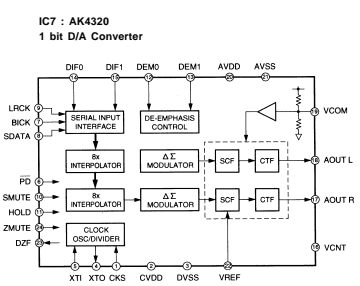 IC7 : AK4320
1 bit D/A Converter
DIF0 DIF1 DEM0 DEM1 AVDD AVSS
14 15 12 13 20 21
LRCK 9
BICK 7
SDATA 8
SERIAL INPUT
INTERFACE
DE-EMPHASIS
CONTROL
19 VCOM
8x
INTERPOLATOR
ΔΣ
MODULATOR
SCF
CTF
18 AOUT L
PD 6
SMUTE 10
HOLD 11
8x
INTERPOLATOR
ΔΣ
MODULATOR
SCF
CTF
17 AOUT R
ZMUTE 24
DZF 23
CLOCK
OSC/DIVIDER
16 VCNT
5 4 1 2 3 22
XTI XTO CKS CVDD DVSS VREF